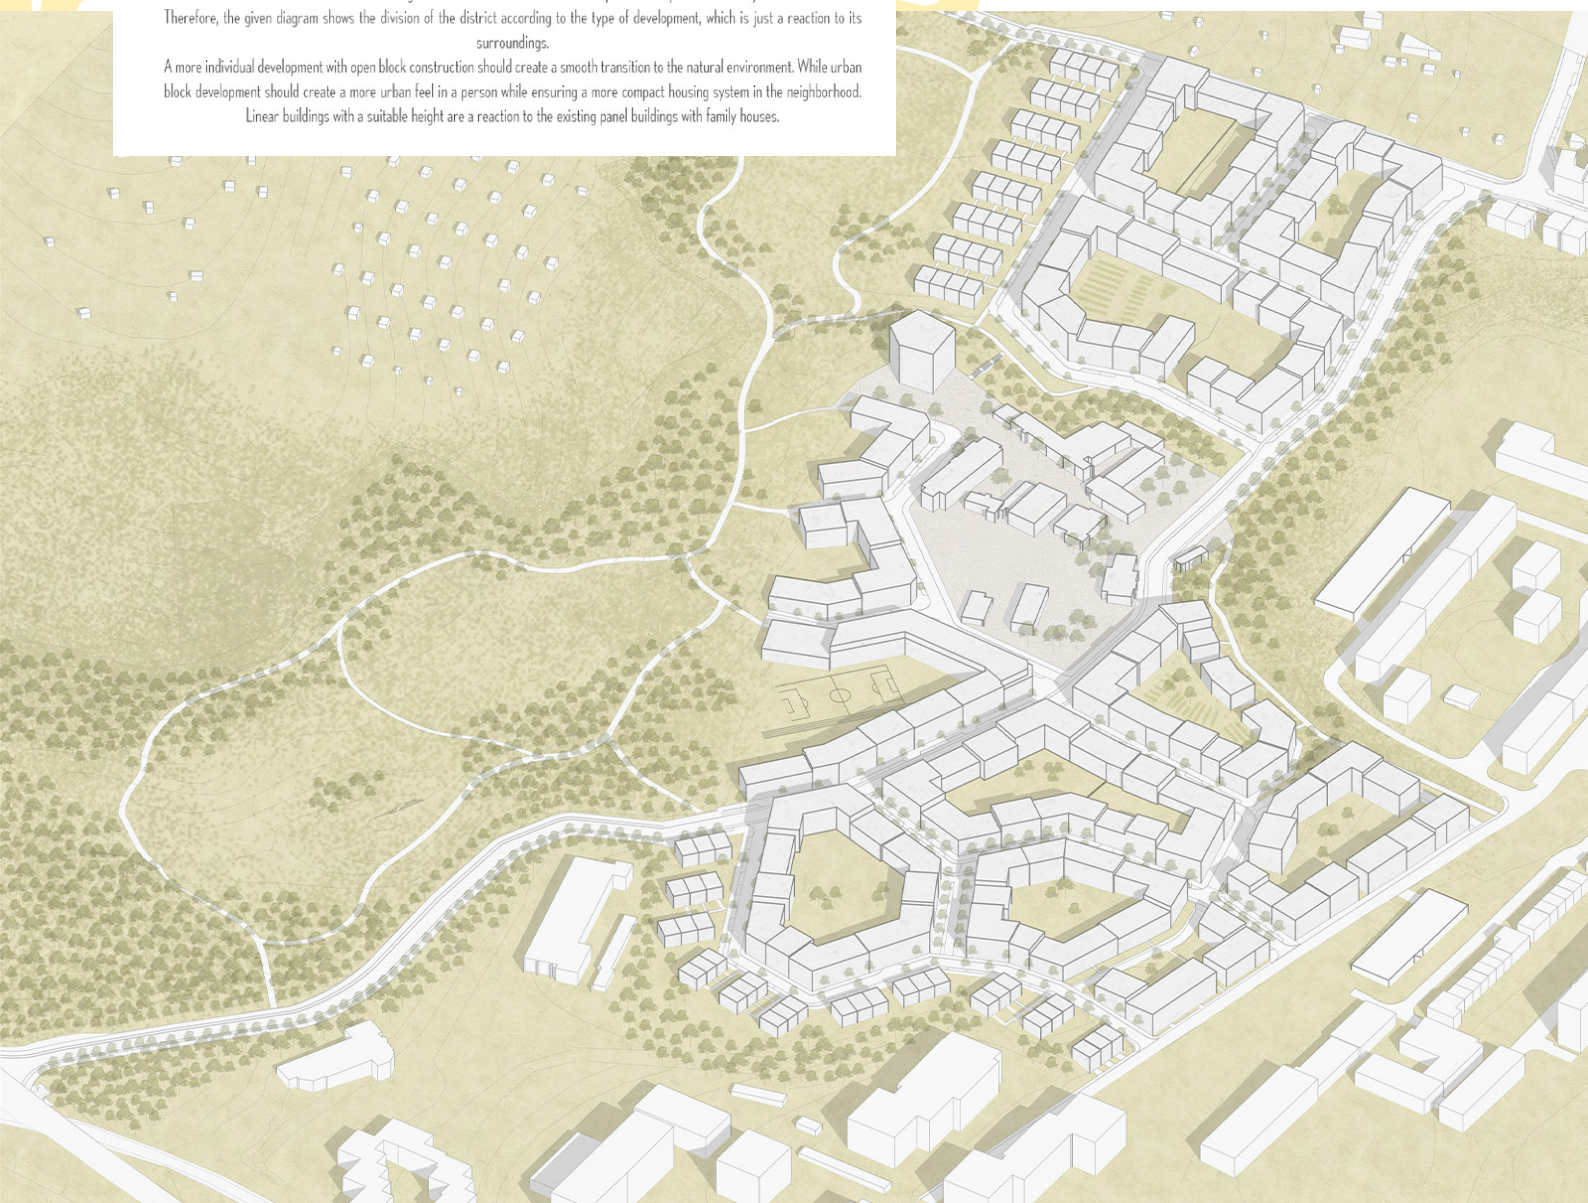 Therefore, the given diagram shows the division of the district according to the type of development, which is just a reaction to its
surroundings.
A more individual development with open block construction should create a smooth transition to the natural environment. While urban
block development should create a more urban feel in a person while ensuring a more compact housing system in the neighborhood.
Linear buildings with a suitable height are a reaction to the existing panel buildings with family houses.